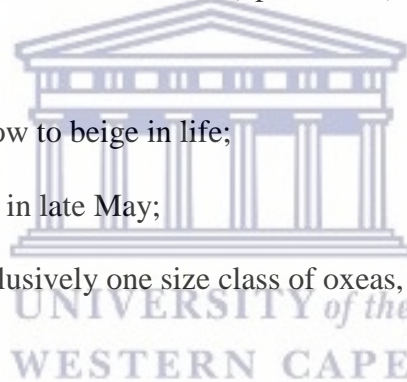 ow to beige in life;
in late May;
lusively one size class of oxeas,
UNIVERSITY of the
WESTERN CAPE